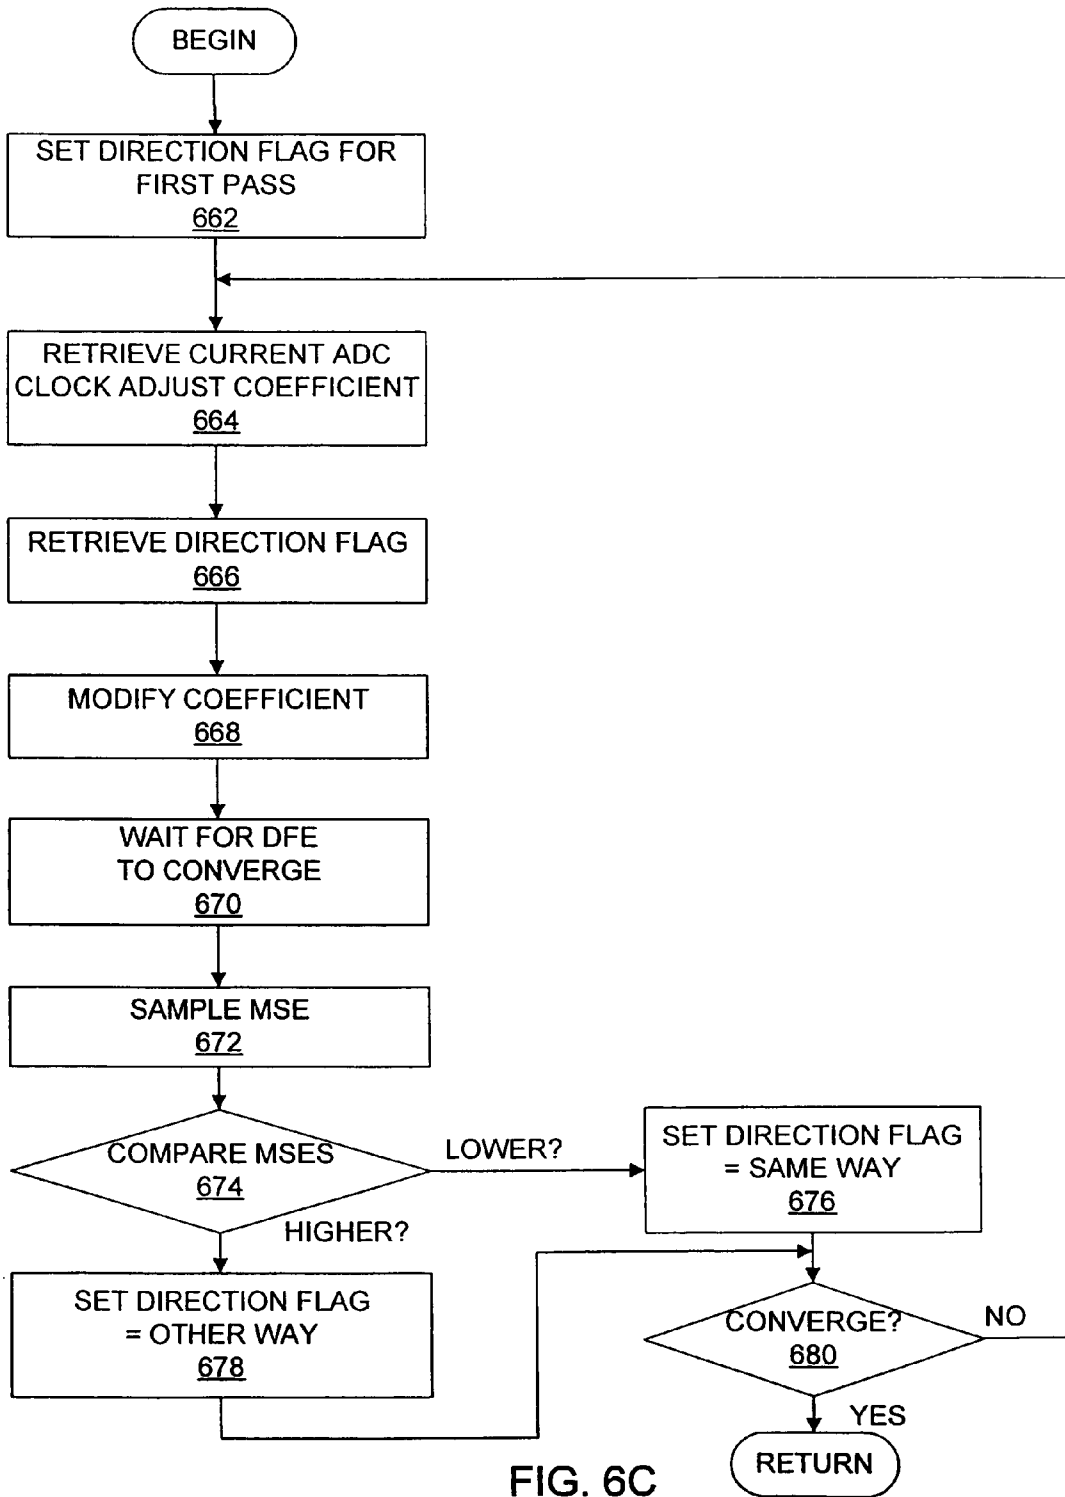 BEGIN
SET DIRECTION FLAG FOR
FIRST PASS
662
RETRIEVE CURRENT ADC
CLOCK ADJUST COEFFICIENT
664
RETRIEVE DIRECTION FLAG
666
MODIFY COEFFICIENT
668
WAIT FOR DFE
TO CONVERGE
670
SAMPLE MSE
672
COMPARE MSES
674
LOWER?
HIGHER?
SET DIRECTION FLAG
= SAME WAY
676
SET DIRECTION FLAG
= OTHER WAY
678
CONVERGE?
680
NO
YES
RETURN
FIG. 6C